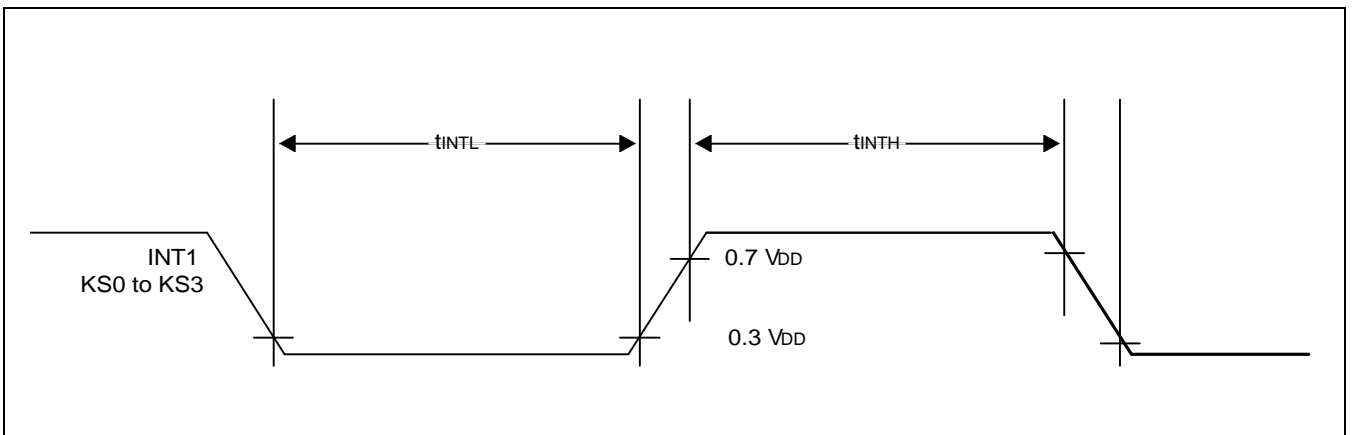 tINTL
tINTH
INT1
KS0 to KS3
0.7 VDD
0.3 VDD